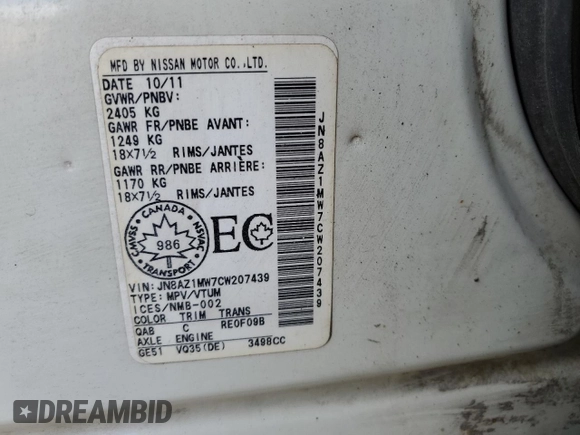 MFD BY NISSAN MOTOR CO.,LTD.
DATE 10/11
GVWR/PNBV:
2405 KG
GAWR FR/PNBE AVANT:
1249 KG
18X7½ RIMS/JANTES
GAWR RR/PNBE ARRIÈRE:
1170 KG
18X7½ RIMS/JANTES
CANADA
CMVSS NSVAC
986
TRANSPORT
EC
VIN: JN8AZ1MW7CW207439
TYPE: MPV/VTUM
ICES/NMB-002
COLOR TRIM TRANS
QAB C RE0F09B
AXLE ENGINE
GE51 VQ35(DE) 3498CC
JN8AZ1MW7CW207439
DREAMBID